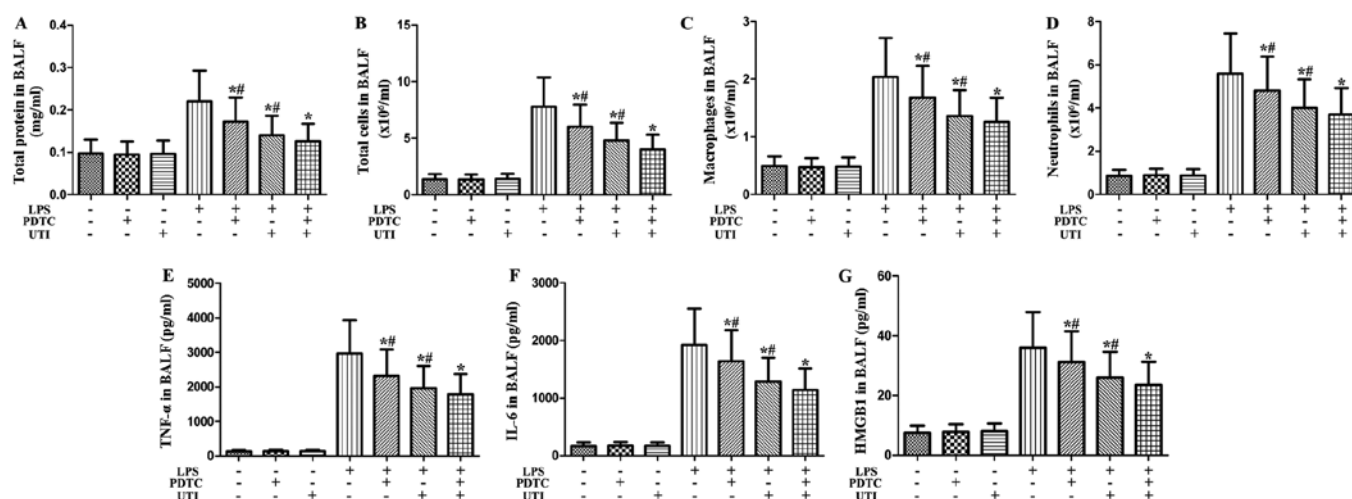 A
Total protein in BALF
(mg/ml)
0.4
0.3
0.2
0.1
0.0
*# *# *
LPS - - - + + + +
PDTC - + - - + - +
UTI - - + - - + +
B
Total cells in BALF
(x10⁶/ml)
15
10
5
0
*# *# *
LPS - - - + + + +
PDTC - + - - + - +
UTI - - + - - + +
C
Macrophages in BALF
(x10⁶/ml)
3
2
1
0
*# *# *
LPS - - - + + + +
PDTC - + - - + - +
UTI - - + - - + +
D
Neutrophils in BALF
(x10⁶/ml)
8
6
4
2
0
*# *# *
LPS - - - + + + +
PDTC - + - - + - +
UTI - - + - - + +
E
TNF-α in BALF (pg/ml)
5000
4000
3000
2000
1000
0
*# *# *
LPS - - - + + + +
PDTC - + - - + - +
UTI - - + - - + +
F
IL-6 in BALF (pg/ml)
3000
2000
1000
0
*# *# *
LPS - - - + + + +
PDTC - + - - + - +
UTI - - + - - + +
G
HMGB1 in BALF (pg/ml)
60
40
20
0
*# *# *
LPS - - - + + + +
PDTC - + - - + - +
UTI - - + - - + +